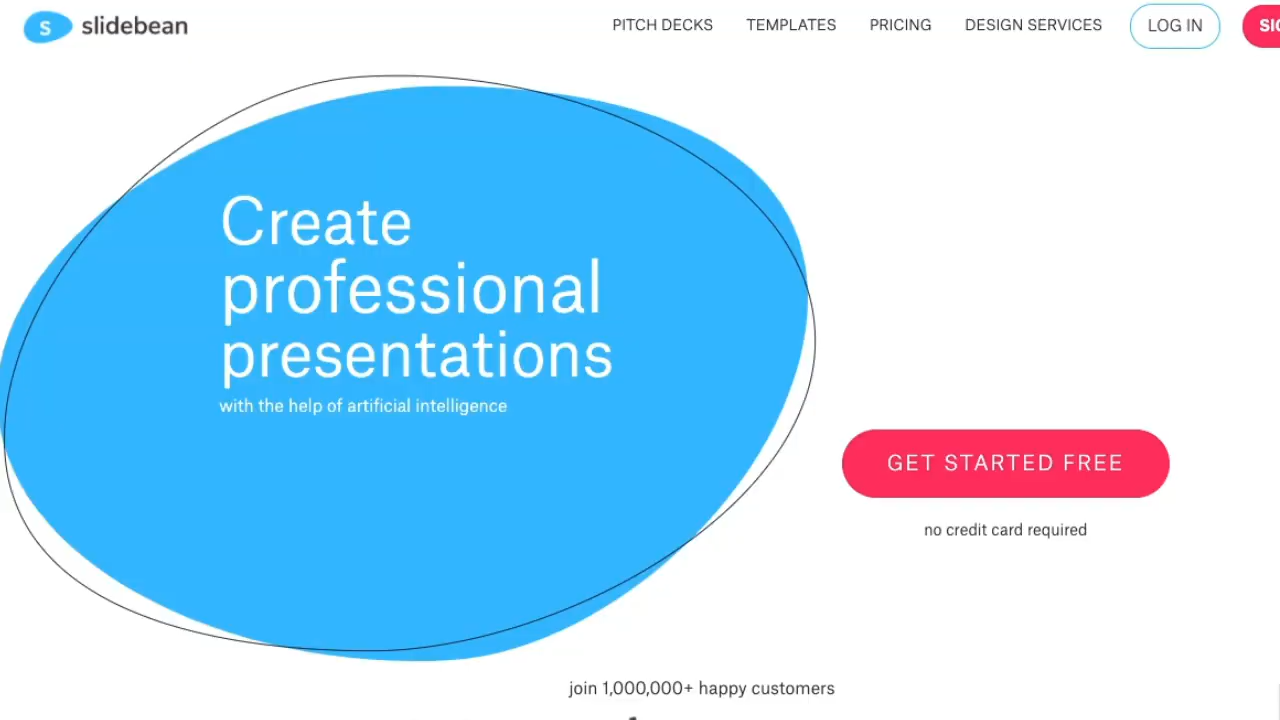 s slidebean
PITCH DECKS TEMPLATES PRICING DESIGN SERVICES LOG IN
Create
professional
presentations
with the help of artificial intelligence
GET STARTED FREE
no credit card required
join 1,000,000+ happy customers